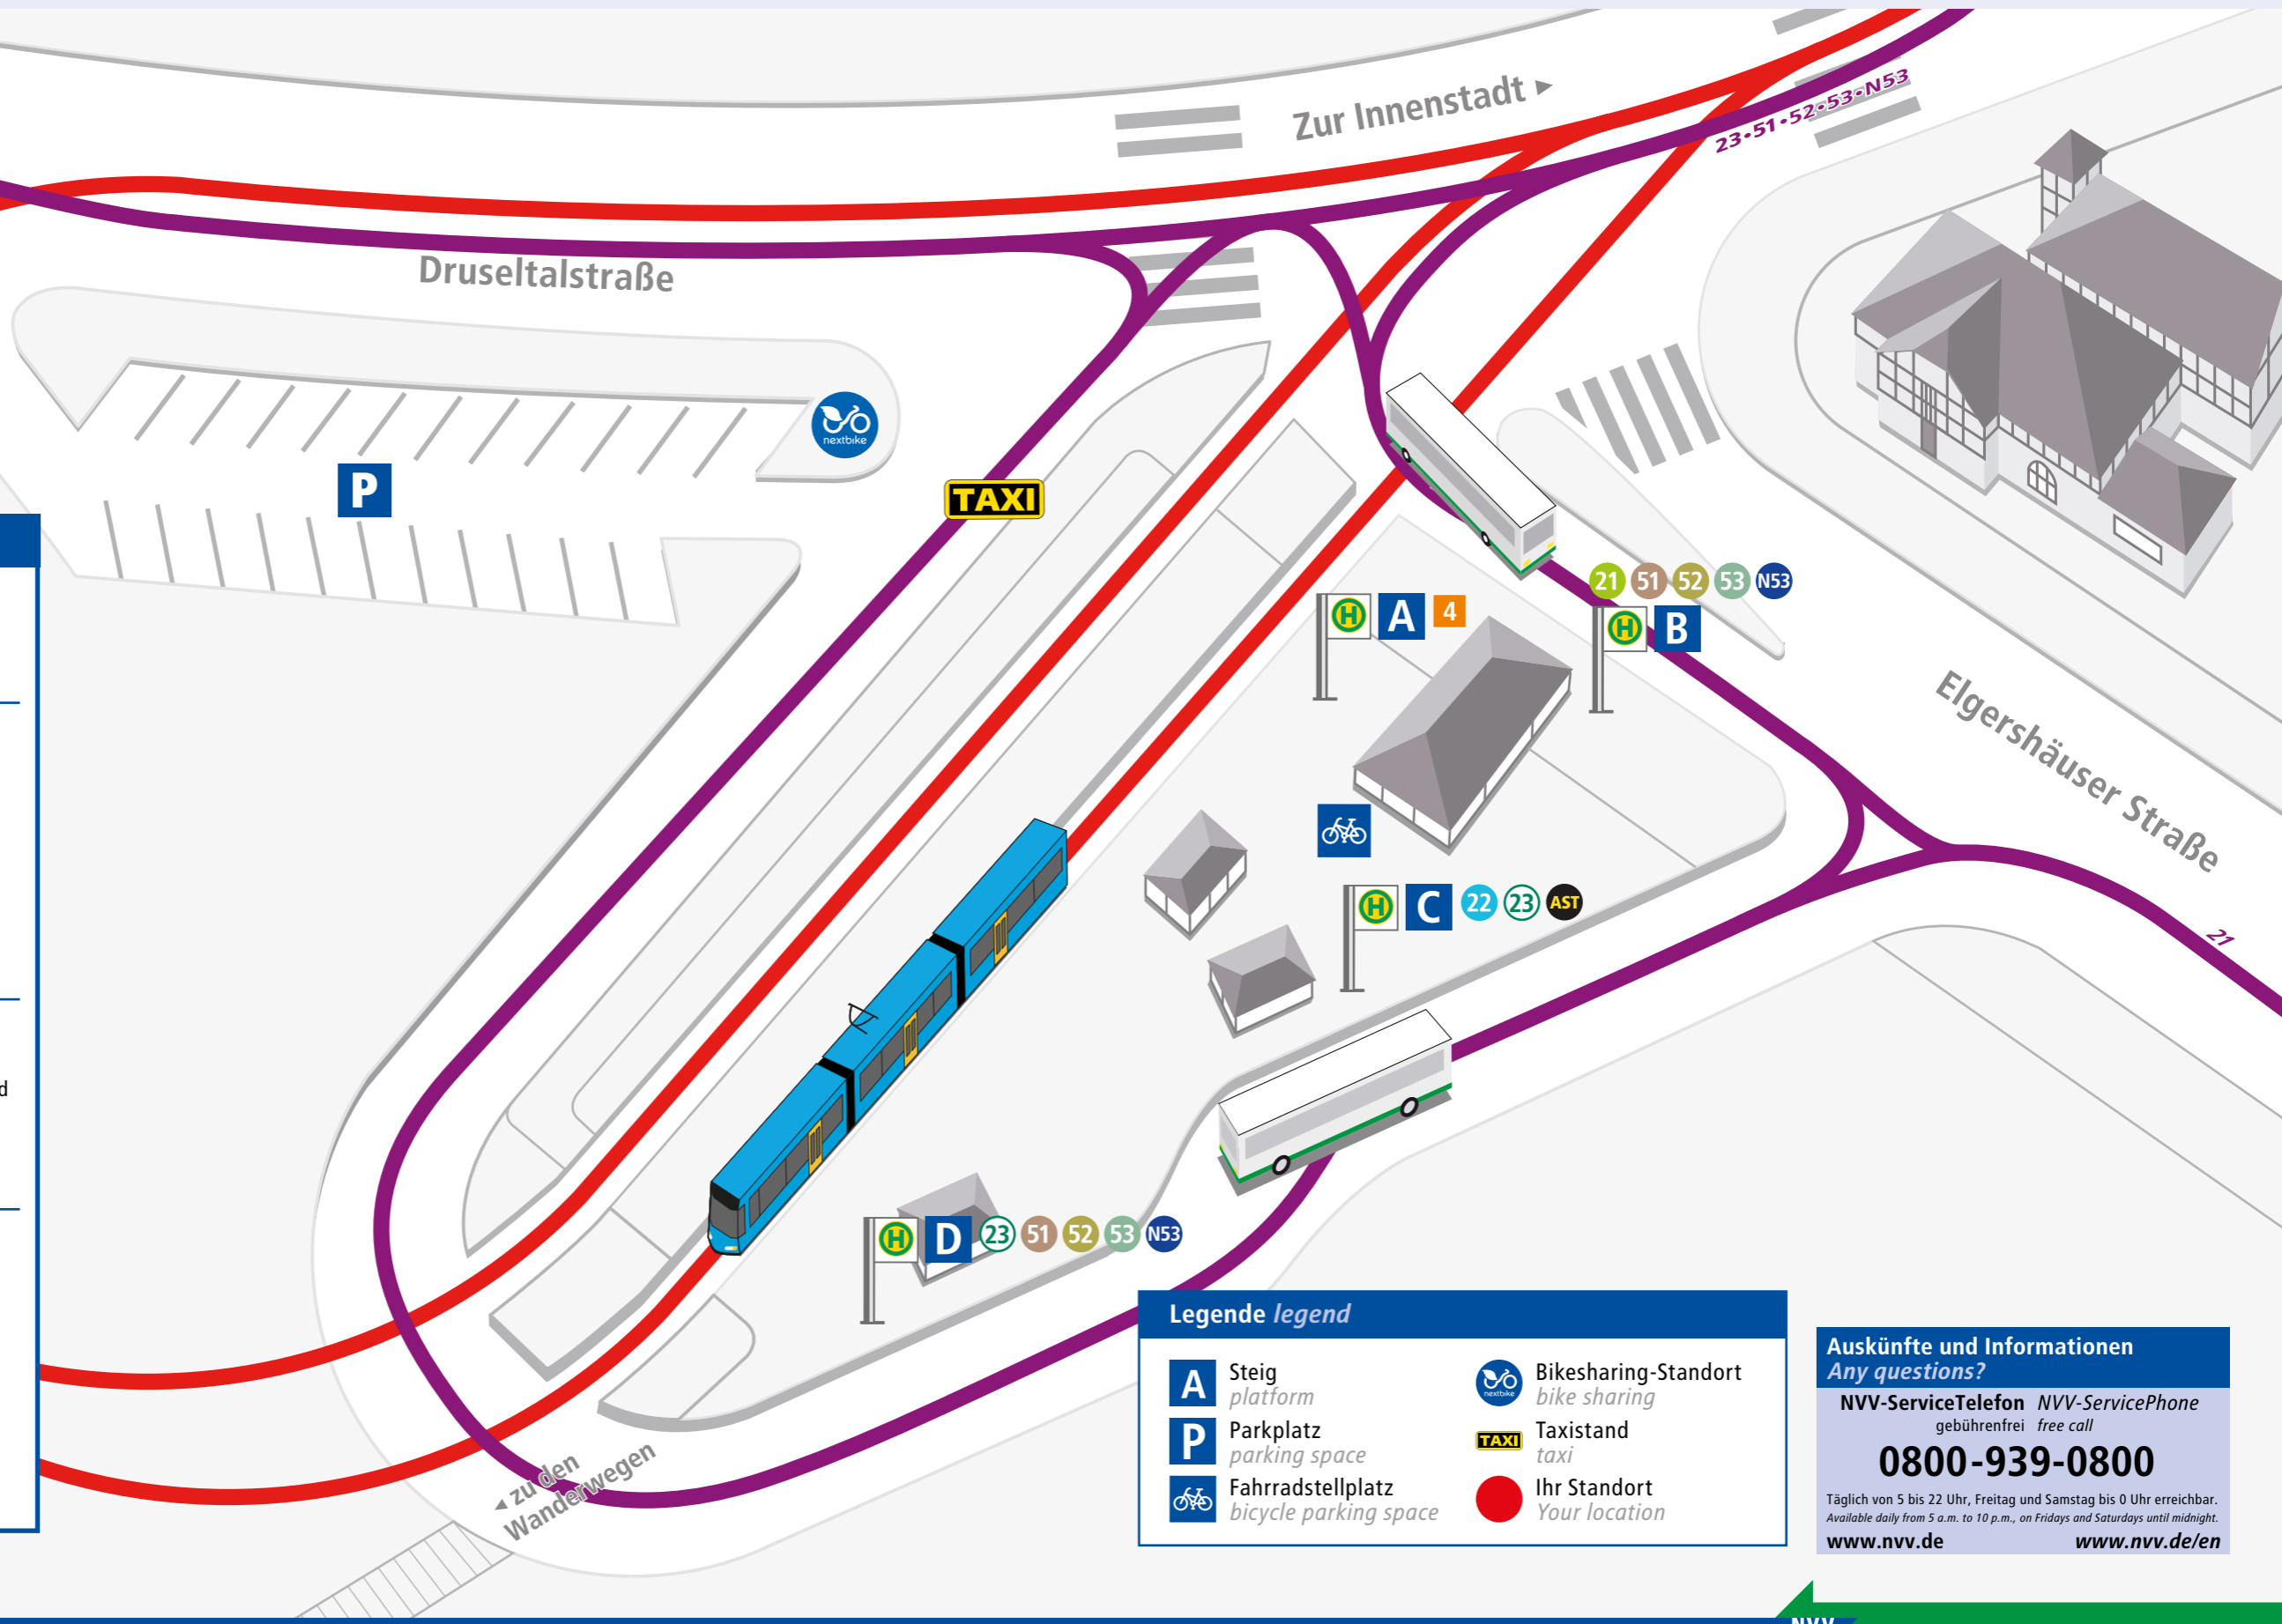 Zur Innenstadt ►
23•51•52•53•N53
Druseltalstraße
nextbike
P
TAXI
21 51 52 53 N53
H A 4
H B
Elgershäuser Straße
H C 22 23 AST
21
d
H D 23 51 52 53 N53
◄ zu den
Wanderwegen
Legende legend
A Steig
platform
P Parkplatz
parking space
Fahrradstellplatz
bicycle parking space
nextbike
Bikesharing-Standort
bike sharing
TAXI Taxistand
taxi
Ihr Standort
Your location
Auskünfte und Informationen
Any questions?
NVV-ServiceTelefon NVV-ServicePhone
gebührenfrei free call
0800-939-0800
Täglich von 5 bis 22 Uhr, Freitag und Samstag bis 0 Uhr erreichbar.
Available daily from 5 a.m. to 10 p.m., on Fridays and Saturdays until midnight.
www.nvv.de www.nvv.de/en
NVV